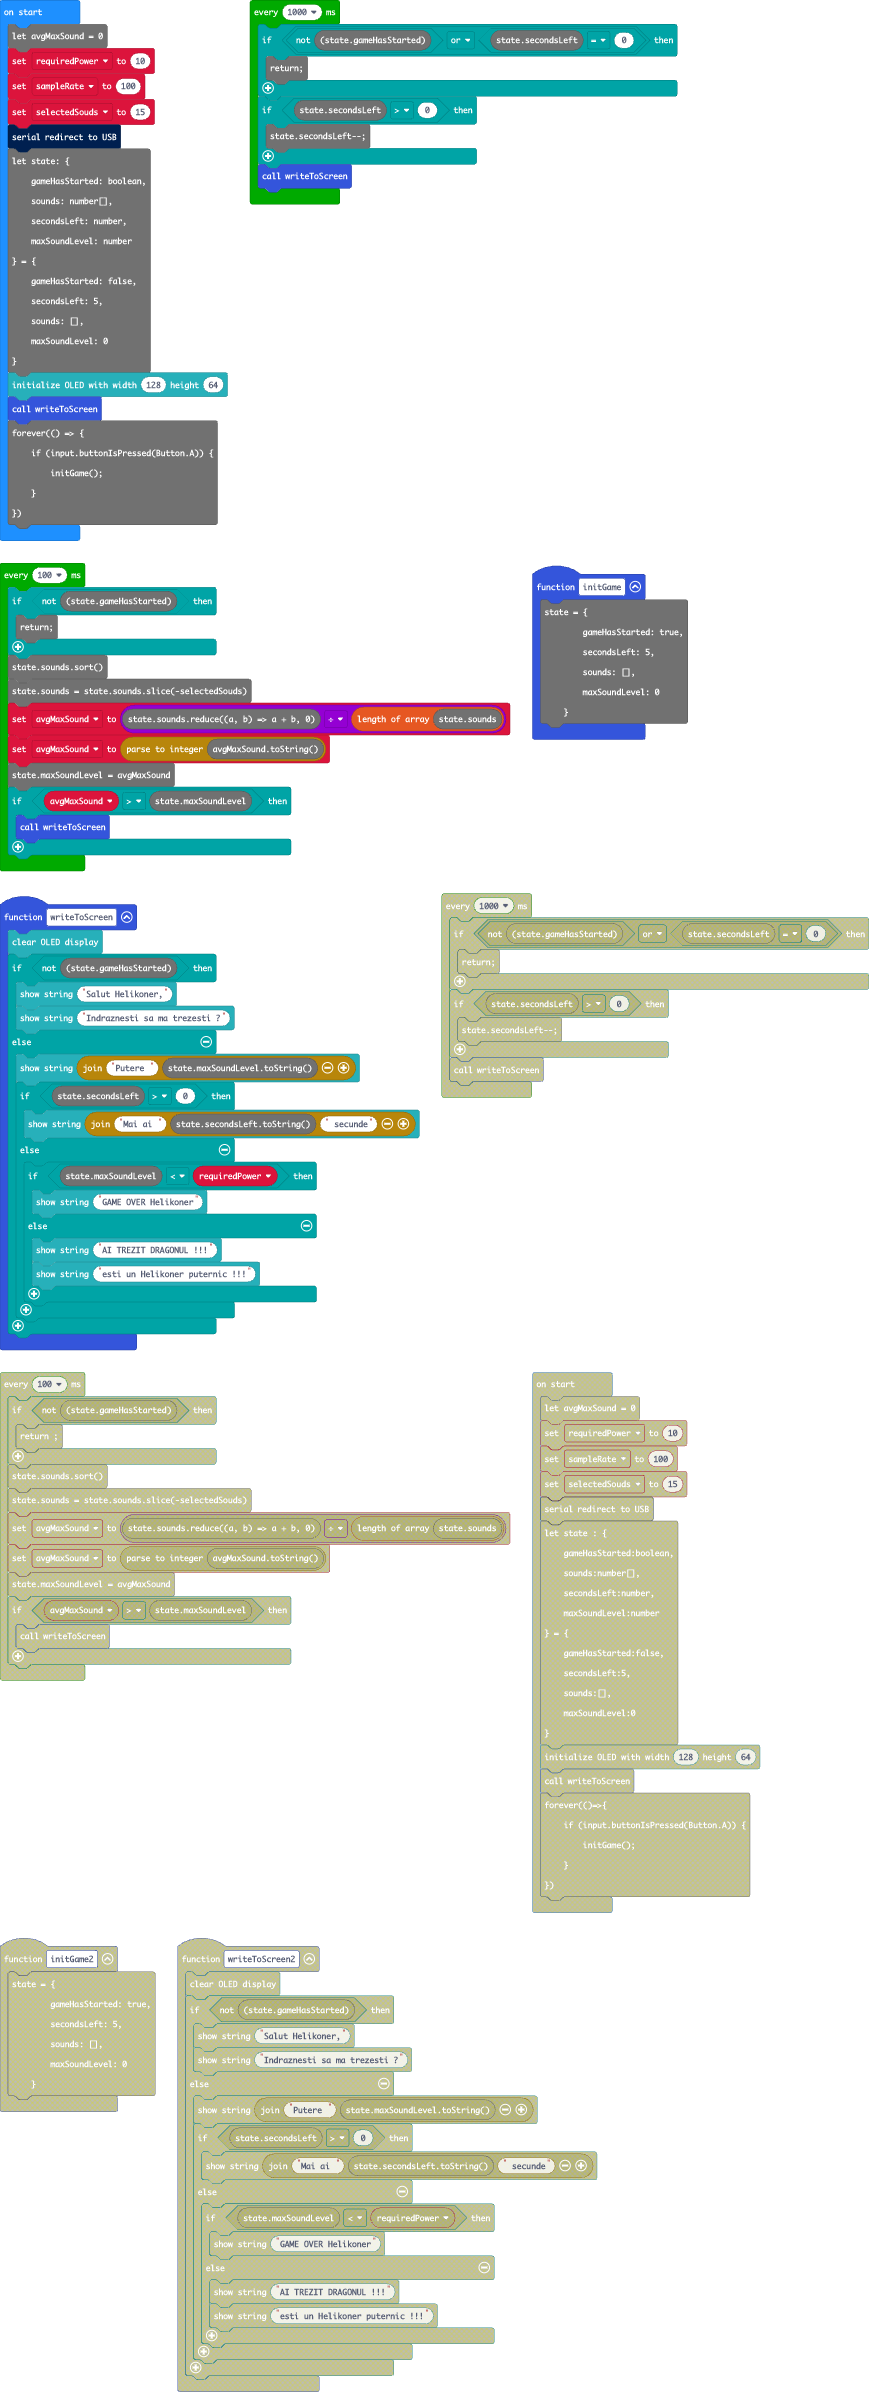 on start
let avgMaxSound = 0
set requiredPower to 10
set sampleRate to 100
set selectedSouds to 15
serial redirect to USB
let state: {
gameHasStarted: boolean,
sounds: number[],
secondsLeft: number,
maxSoundLevel: number
} = {
gameHasStarted: false,
secondsLeft: 5,
sounds: [],
maxSoundLevel: 0
}
initialize OLED with width 128 height 64
call writeToScreen
forever(() => {
if (input.buttonIsPressed(Button.A)) {
initGame();
}
})
every 1000 ms
if not (state.gameHasStarted) or state.secondsLeft = 0 then
return;
if state.secondsLeft > 0 then
state.secondsLeft--;
call writeToScreen
every 100 ms
if not (state.gameHasStarted) then
return;
state.sounds.sort()
state.sounds = state.sounds.slice(-selectedSouds)
set avgMaxSound to state.sounds.reduce((a, b) => a + b, 0) ÷ length of array state.sounds
set avgMaxSound to parse to integer avgMaxSound.toString()
state.maxSoundLevel = avgMaxSound
if avgMaxSound > state.maxSoundLevel then
call writeToScreen
function initGame
state = {
gameHasStarted: true,
secondsLeft: 5,
sounds: [],
maxSoundLevel: 0
}
function writeToScreen
clear OLED display
if not (state.gameHasStarted) then
show string "Salut Helikoner,"
show string "Indraznesti sa ma trezesti ?"
else
show string join "Putere " state.maxSoundLevel.toString()
if state.secondsLeft > 0 then
show string join "Mai ai " state.secondsLeft.toString() " secunde"
else
if state.maxSoundLevel < requiredPower then
show string "GAME OVER Helikoner"
else
show string "AI TREZIT DRAGONUL !!!"
show string "esti un Helikoner puternic !!!"
every 1000 ms
if not (state.gameHasStarted) or state.secondsLeft = 0 then
return;
if state.secondsLeft > 0 then
state.secondsLeft--;
call writeToScreen
every 100 ms
if not (state.gameHasStarted) then
return ;
state.sounds.sort()
state.sounds = state.sounds.slice(-selectedSouds)
set avgMaxSound to state.sounds.reduce((a, b) => a + b, 0) ÷ length of array state.sounds
set avgMaxSound to parse to integer avgMaxSound.toString()
state.maxSoundLevel = avgMaxSound
if avgMaxSound > state.maxSoundLevel then
call writeToScreen
on start
let avgMaxSound = 0
set requiredPower to 10
set sampleRate to 100
set selectedSouds to 15
serial redirect to USB
let state : {
gameHasStarted:boolean,
sounds:number[],
secondsLeft:number,
maxSoundLevel:number
} = {
gameHasStarted:false,
secondsLeft:5,
sounds:[],
maxSoundLevel:0
}
initialize OLED with width 128 height 64
call writeToScreen
forever(()=>{
if (input.buttonIsPressed(Button.A)) {
initGame();
}
})
function initGame2
state = {
gameHasStarted: true,
secondsLeft: 5,
sounds: [],
maxSoundLevel: 0
}
function writeToScreen2
clear OLED display
if not (state.gameHasStarted) then
show string "Salut Helikoner,"
show string "Indraznesti sa ma trezesti ?"
else
show string join "Putere " state.maxSoundLevel.toString()
if state.secondsLeft > 0 then
show string join "Mai ai " state.secondsLeft.toString() " secunde"
else
if state.maxSoundLevel < requiredPower then
show string "GAME OVER Helikoner"
else
show string "AI TREZIT DRAGONUL !!!"
show string "esti un Helikoner puternic !!!"